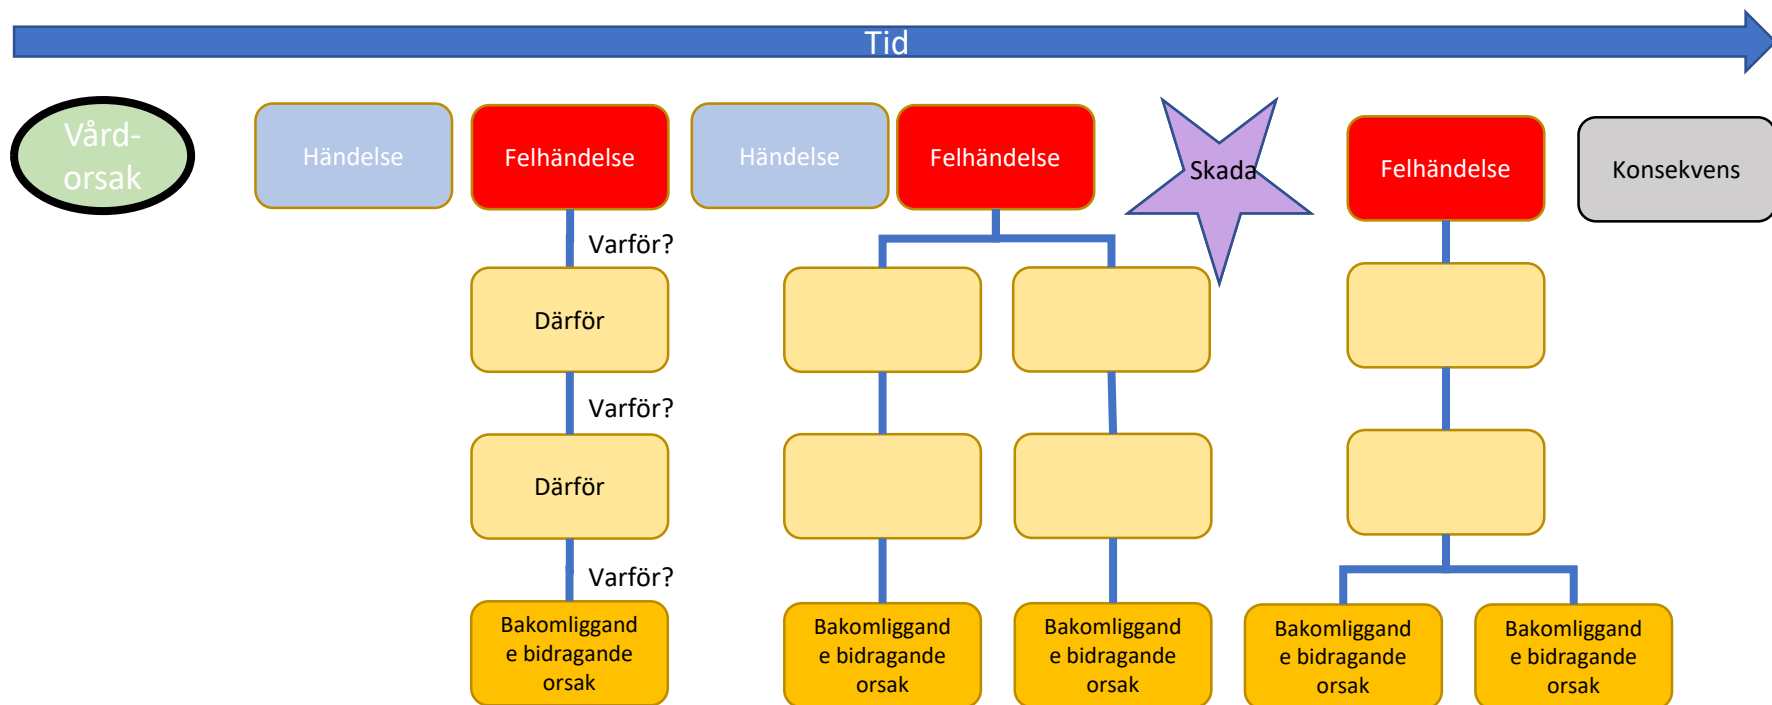 Tid
Vård-
orsak
Händelse
Felhändelse
Händelse
Felhändelse
Skada
Felhändelse
Konsekvens
Varför?
Därför
Varför?
Därför
Varför?
Bakomliggand
e bidragande
orsak
Bakomliggand
e bidragande
orsak
Bakomliggand
e bidragande
orsak
Bakomliggand
e bidragande
orsak
Bakomliggand
e bidragande
orsak